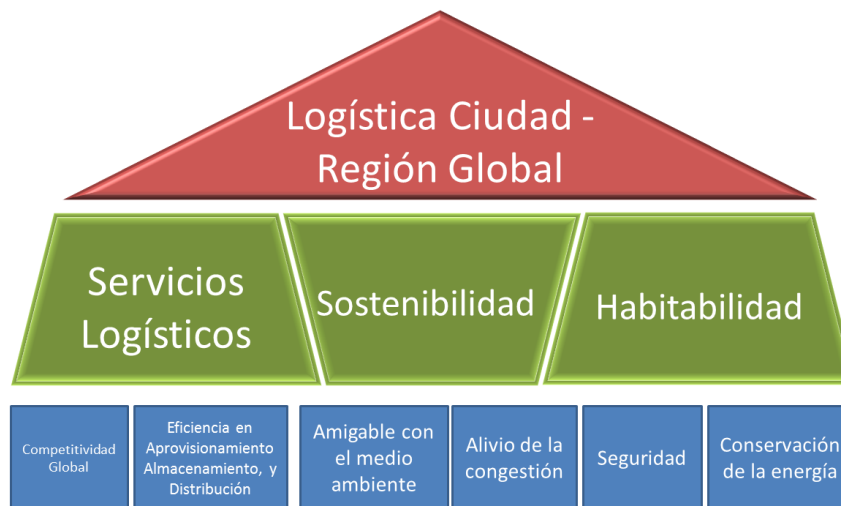 Logística Ciudad -
Región Global
Servicios
Logísticos
Sostenibilidad
Habitabilidad
Competitividad
Global
Eficiencia en
Aprovisionamiento
Almacenamiento, y
Distribución
Amigable con
el medio
ambiente
Alivio de la
congestión
Seguridad
Conservación
de la energía